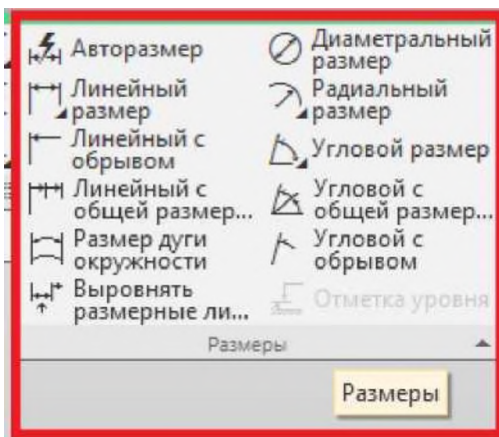 Авторазмер
Линейный
размер
Линейный с
обрывом
Линейный с
общей размер...
Размер дуги
окружности
Выровнять
размерные ли...
Диаметральный
размер
Радиальный
размер
Угловой размер
Угловой с
общей размер...
Угловой с
обрывом
Отметка уровня
Размеры
Размеры